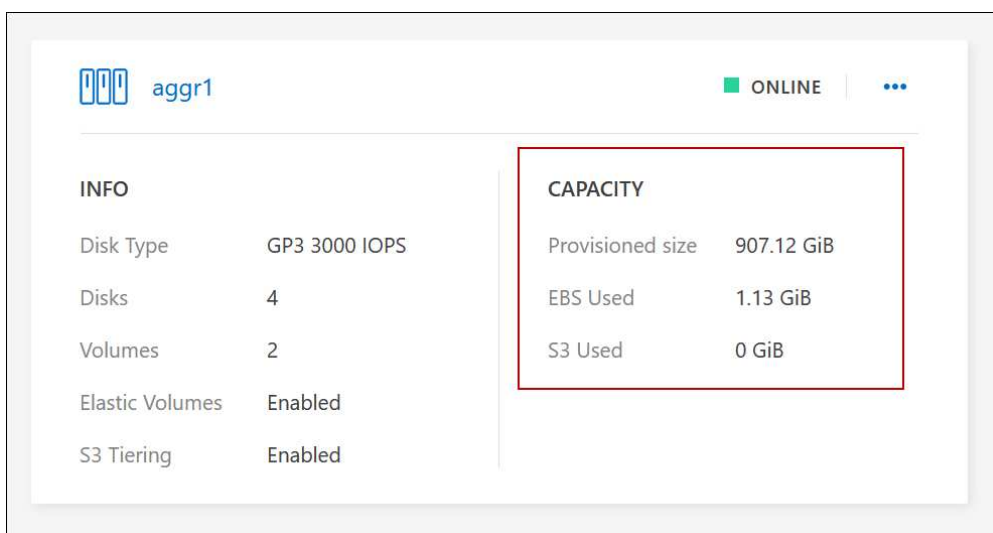 aggr1
ONLINE
INFO
Disk Type GP3 3000 IOPS
Disks 4
Volumes 2
Elastic Volumes Enabled
S3 Tiering Enabled
CAPACITY
Provisioned size 907.12 GiB
EBS Used 1.13 GiB
S3 Used 0 GiB